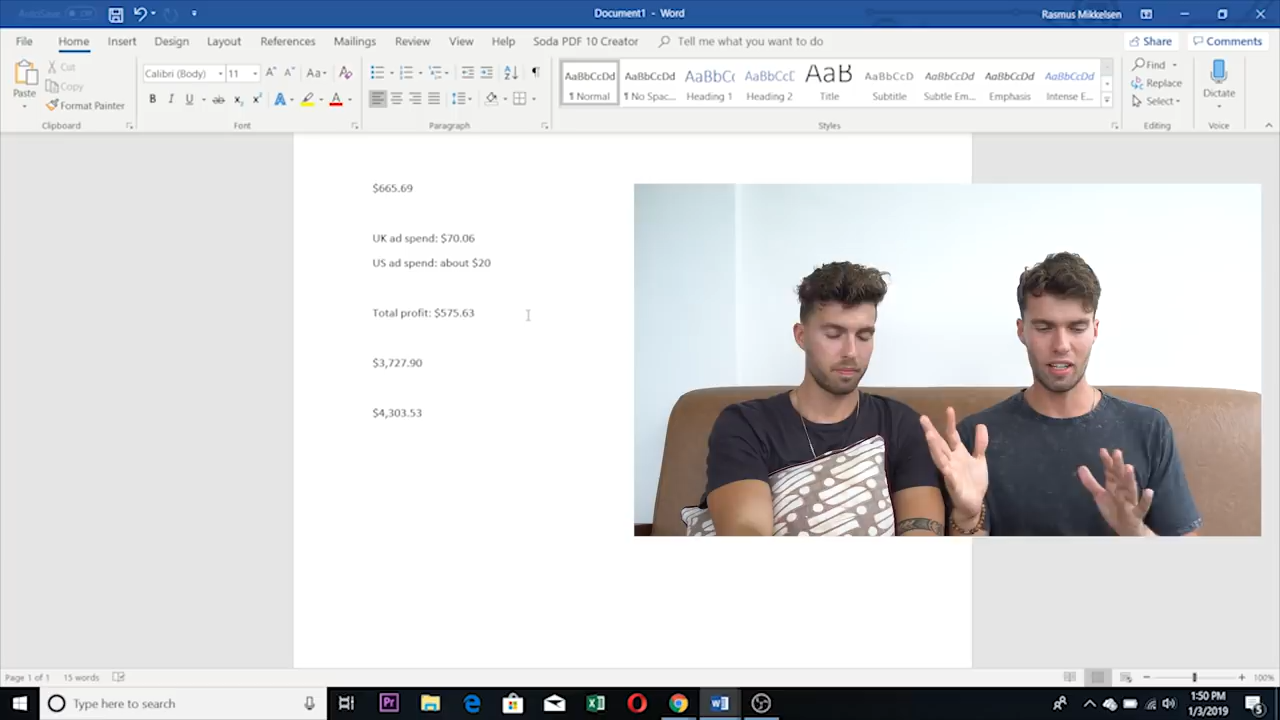 AutoSave Off
Document1 - Word
Rasmus Mikkelsen
File Home Insert Design Layout References Mailings Review View Help Soda PDF 10 Creator Tell me what you want to do Share Comments
Paste
Cut
Copy
Format Painter
Clipboard
Calibri (Body) 11
Font
Paragraph
AaBbCcDd AaBbCcDd AaBbCc AaBbCcD AaB AaBbCcD AaBbCcDd AaBbCcDd AaBbCcDd
¶ Normal ¶ No Spac... Heading 1 Heading 2 Title Subtitle Subtle Em... Emphasis Intense E...
Styles
Find
Replace
Select
Editing
Dictate
Voice
$665.69
UK ad spend: $70.06
US ad spend: about $20
Total profit: $575.63
$3,727.90
$4,303.53
Page 1 of 1 15 words
100%
Type here to search
1:50 PM
1/3/2019